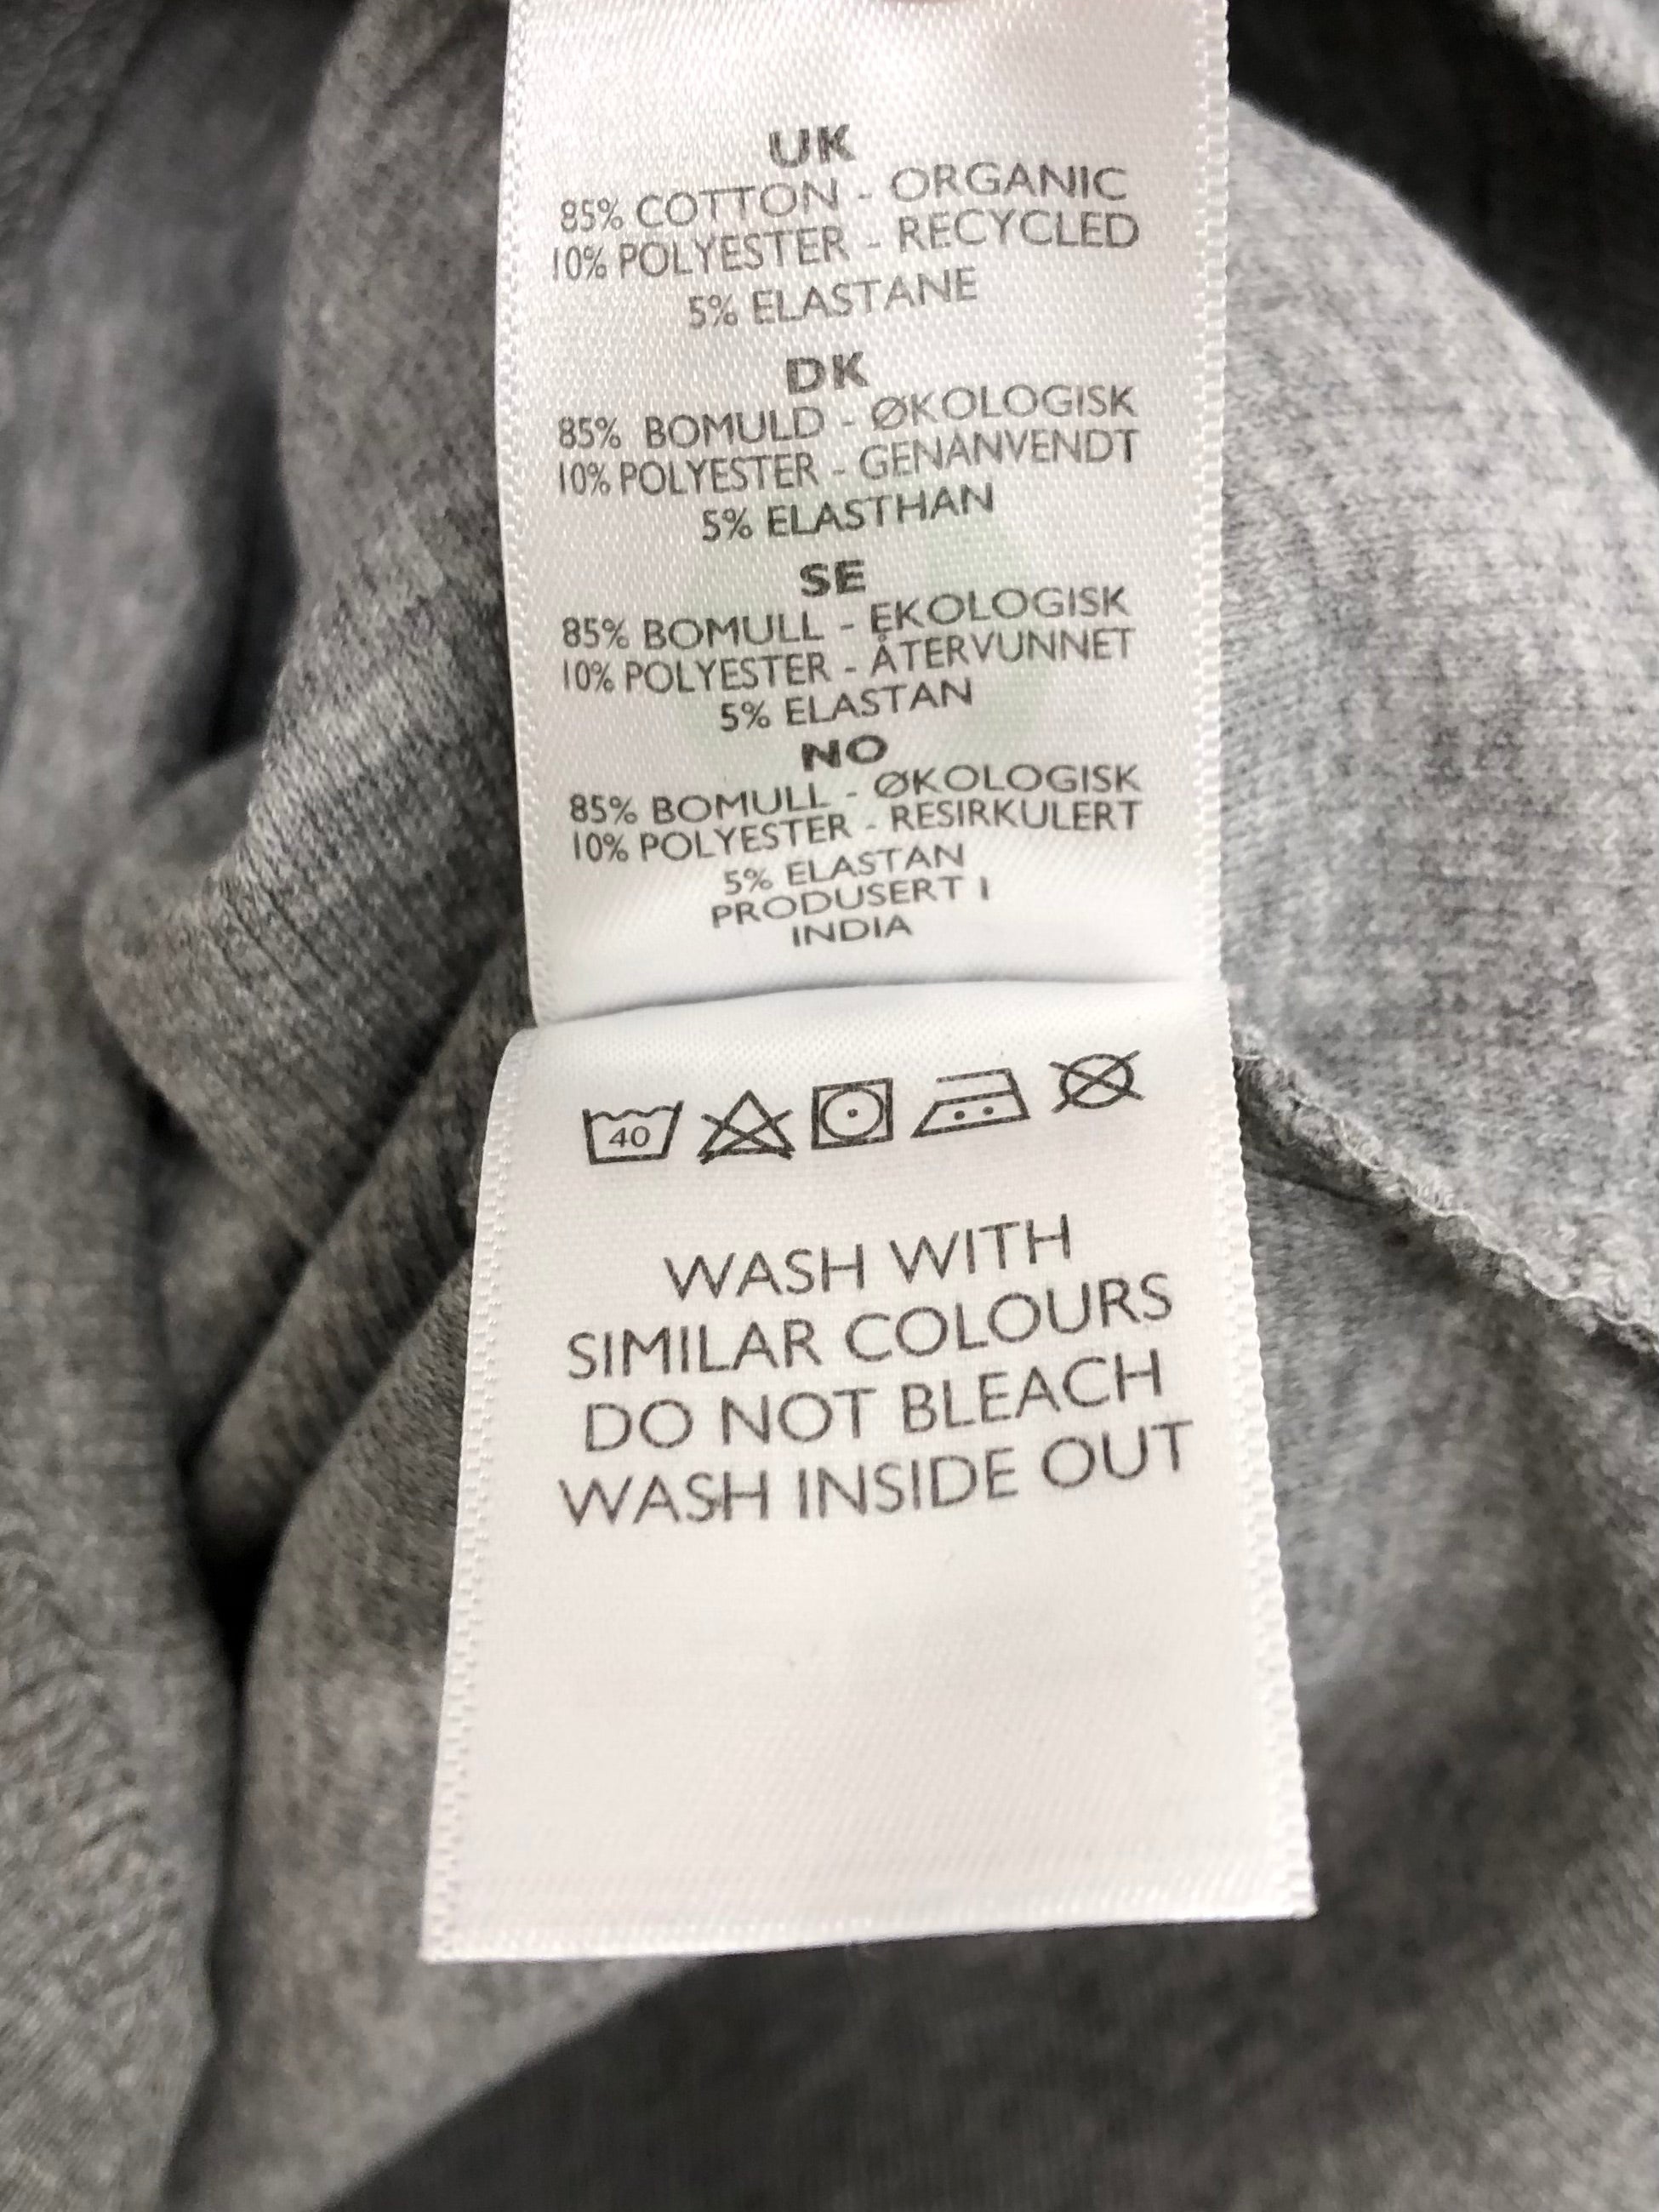 UK
85% COTTON - ORGANIC
10% POLYESTER - RECYCLED
5% ELASTANE
DK
85% BOMULD - ØKOLOGISK
10% POLYESTER - GENANVENDT
5% ELASTHAN
SE
85% BOMULL - EKOLOGISK
10% POLYESTER - ÅTERVUNNET
5% ELASTAN
NO
85% BOMULL - ØKOLOGISK
10% POLYESTER - RESIRKULERT
5% ELASTAN
PRODUSERT I
INDIA
40
WASH WITH
SIMILAR COLOURS
DO NOT BLEACH
WASH INSIDE OUT